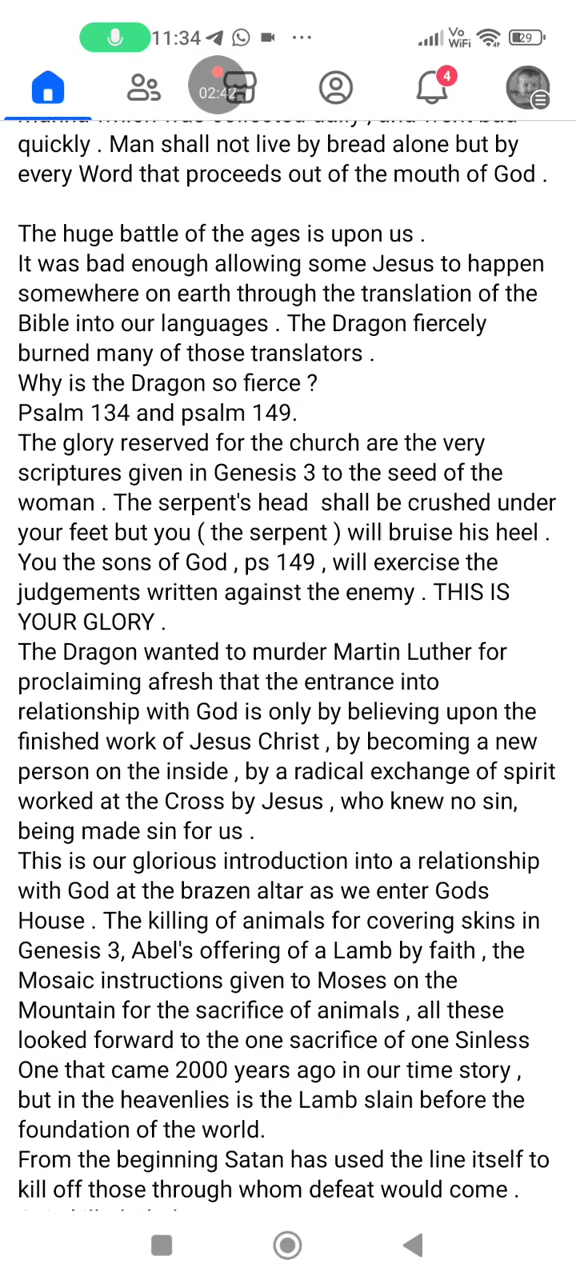 11:34
Vo
WiFi
29
02:42
4
quickly . Man shall not live by bread alone but by
every Word that proceeds out of the mouth of God .
The huge battle of the ages is upon us .
It was bad enough allowing some Jesus to happen
somewhere on earth through the translation of the
Bible into our languages . The Dragon fiercely
burned many of those translators .
Why is the Dragon so fierce ?
Psalm 134 and psalm 149.
The glory reserved for the church are the very
scriptures given in Genesis 3 to the seed of the
woman . The serpent's head  shall be crushed under
your feet but you ( the serpent ) will bruise his heel .
You the sons of God , ps 149 , will exercise the
judgements written against the enemy . THIS IS
YOUR GLORY .
The Dragon wanted to murder Martin Luther for
proclaiming afresh that the entrance into
relationship with God is only by believing upon the
finished work of Jesus Christ , by becoming a new
person on the inside , by a radical exchange of spirit
worked at the Cross by Jesus , who knew no sin,
being made sin for us .
This is our glorious introduction into a relationship
with God at the brazen altar as we enter Gods
House . The killing of animals for covering skins in
Genesis 3, Abel's offering of a Lamb by faith , the
Mosaic instructions given to Moses on the
Mountain for the sacrifice of animals , all these
looked forward to the one sacrifice of one Sinless
One that came 2000 years ago in our time story ,
but in the heavenlies is the Lamb slain before the
foundation of the world.
From the beginning Satan has used the line itself to
kill off those through whom defeat would come .